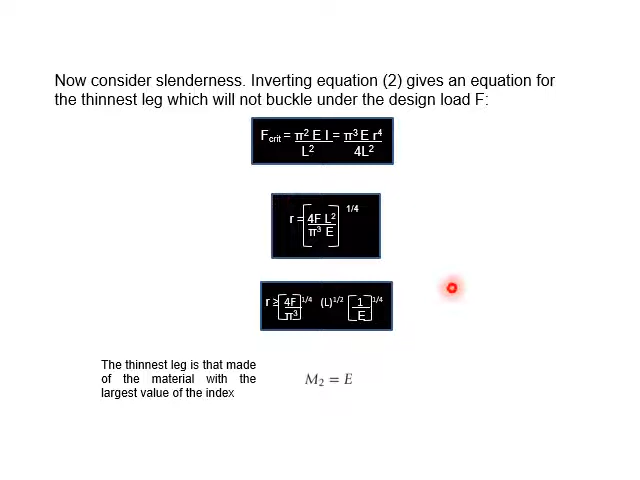 Now consider slenderness. Inverting equation (2) gives an equation for
the thinnest leg which will not buckle under the design load F:
F_crit = π² E I / L² = π³ E r⁴ / 4L²
r = [4F L² / π³ E]^1/4
r ≥ [4F / π³]^1/4 (L)^1/2 [1 / E]^1/4
The thinnest leg is that made
of the material with the
largest value of the index
M₂ = E